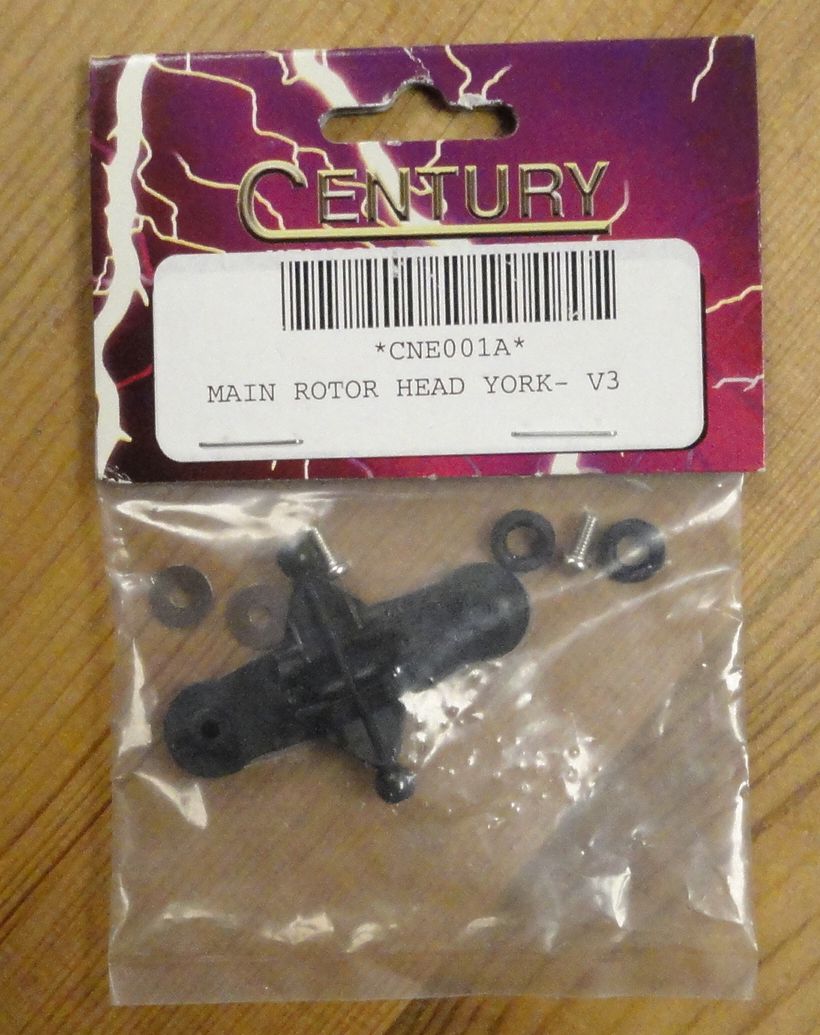 CENTURY
*CNE001A*
MAIN ROTOR HEAD YORK- V3